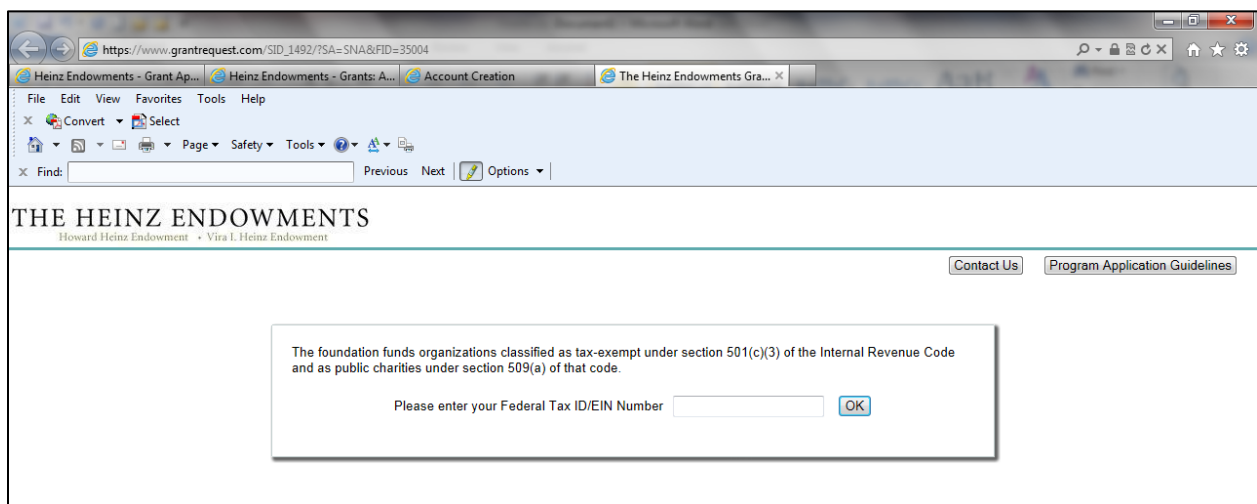 https://www.grantrequest.com/SID_1492/?SA=SNA&FID=35004
Heinz Endowments - Grant Ap... Heinz Endowments - Grants: A... Account Creation The Heinz Endowments Gra...
File Edit View Favorites Tools Help
Convert Select
Page Safety Tools
Find: Previous Next Options
THE HEINZ ENDOWMENTS
Howard Heinz Endowment • Vira I. Heinz Endowment
Contact Us Program Application Guidelines
The foundation funds organizations classified as tax-exempt under section 501(c)(3) of the Internal Revenue Code
and as public charities under section 509(a) of that code.
Please enter your Federal Tax ID/EIN Number OK